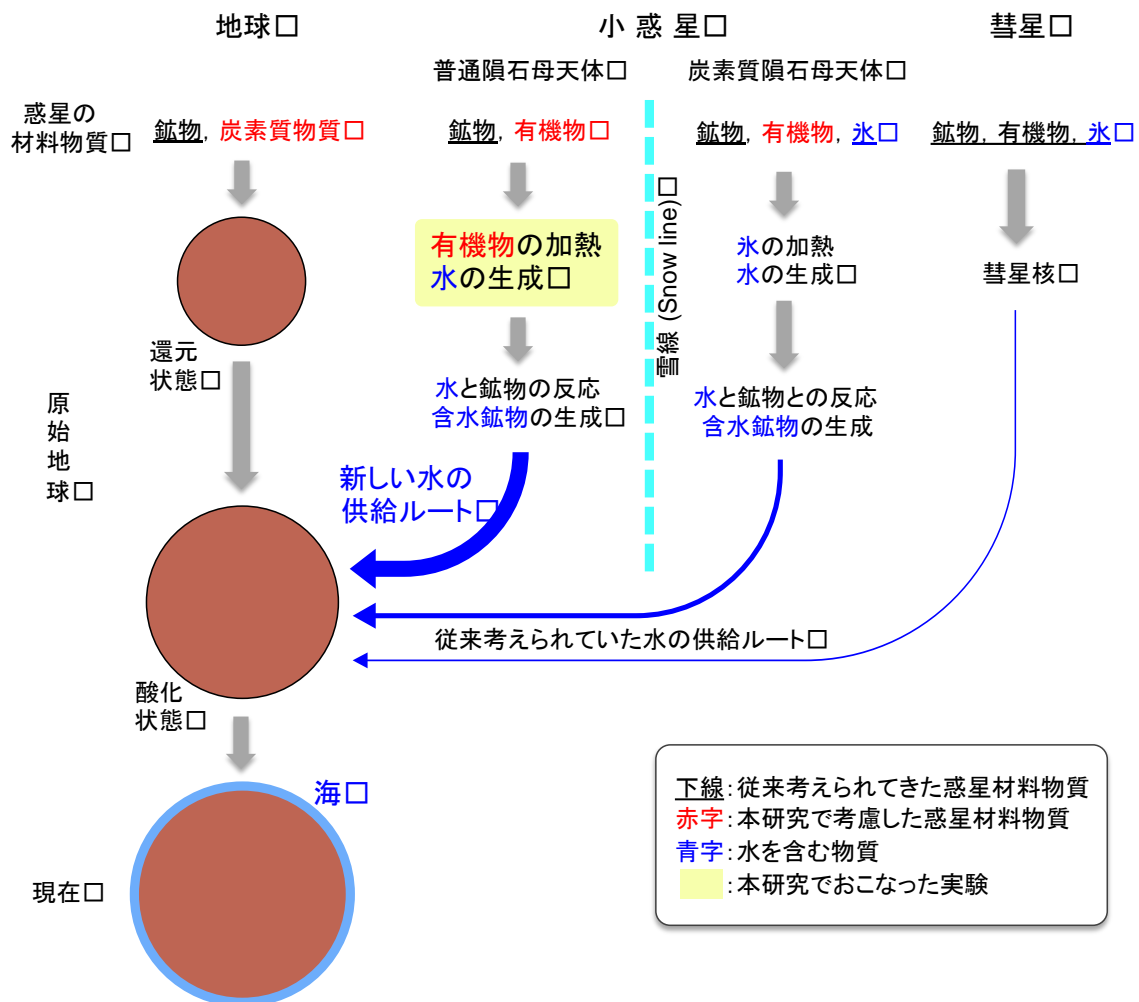 地球□
小 惑 星□
彗星□
普通隕石母天体□
炭素質隕石母天体□
惑星の
材料物質□
鉱物, 炭素質物質□
鉱物, 有機物□
鉱物, 有機物, 氷□
鉱物, 有機物, 氷□
雪線 (Snow line)□
有機物の加熱
水の生成□
氷の加熱
水の生成□
彗星核□
還元
状態□
水と鉱物の反応
含水鉱物の生成□
水と鉱物との反応
含水鉱物の生成
原
始
地
球□
新しい水の
供給ルート□
従来考えられていた水の供給ルート□
酸化
状態□
海□
現在□
下線:従来考えられてきた惑星材料物質
赤字:本研究で考慮した惑星材料物質
青字:水を含む物質
:本研究でおこなった実験